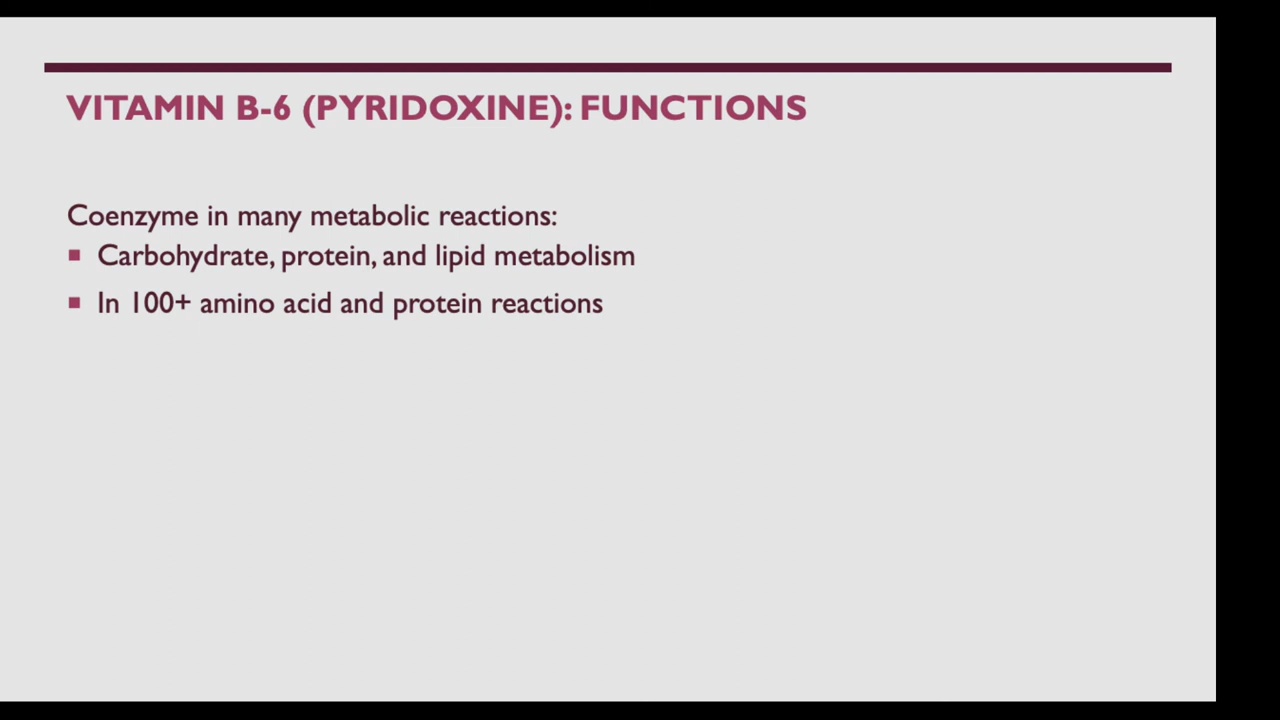 VITAMIN B-6 (PYRIDOXINE): FUNCTIONS
Coenzyme in many metabolic reactions:
▪ Carbohydrate, protein, and lipid metabolism
▪ In 100+ amino acid and protein reactions